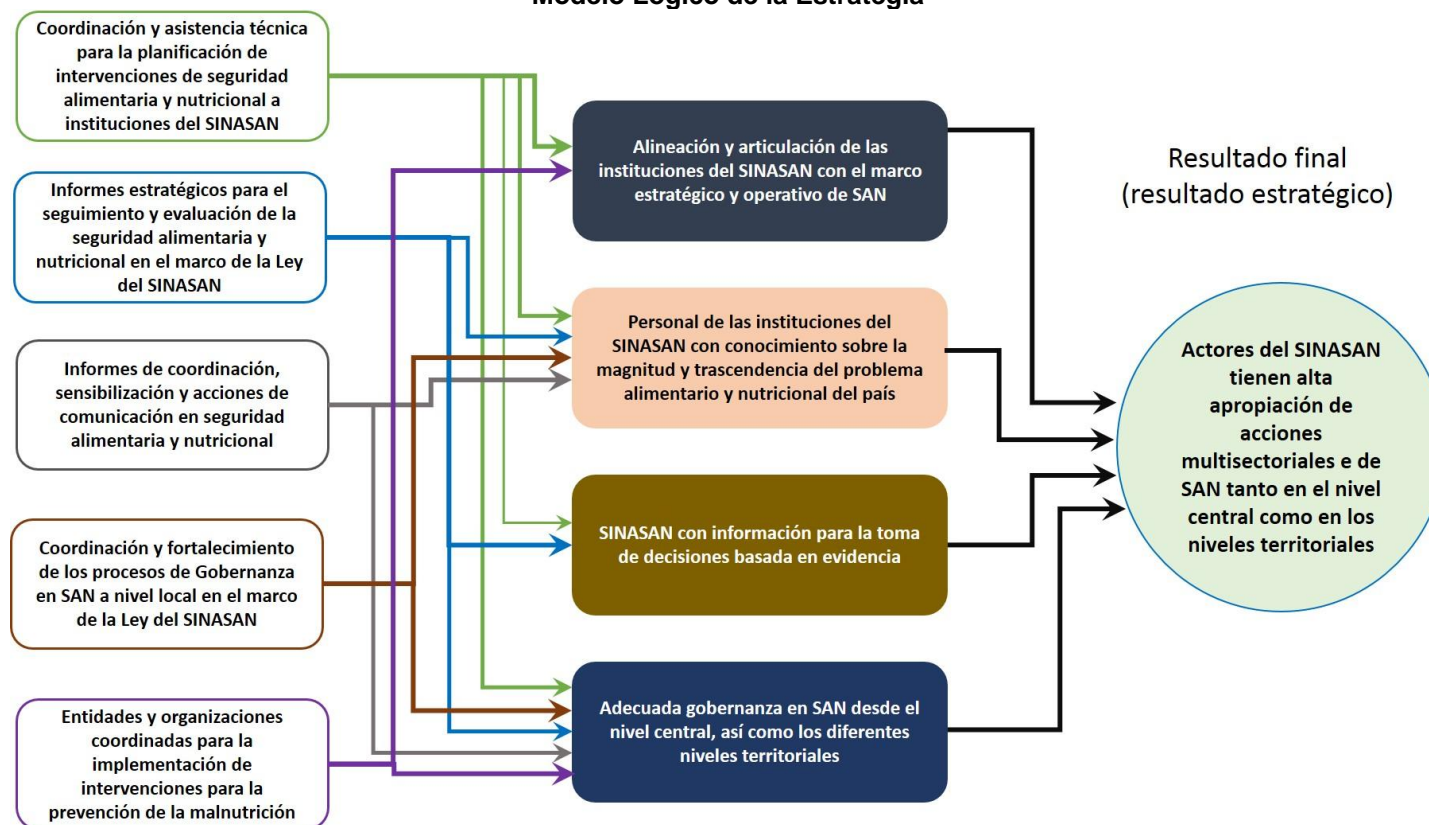 Modelo Lógico de la Estrategia
Coordinación y asistencia técnica
para la planificación de
intervenciones de seguridad
alimentaria y nutricional a
instituciones del SINASAN
Informes estratégicos para el
seguimiento y evaluación de la
seguridad alimentaria y
nutricional en el marco de la Ley
del SINASAN
Informes de coordinación,
sensibilización y acciones de
comunicación en seguridad
alimentaria y nutricional
Coordinación y fortalecimiento
de los procesos de Gobernanza
en SAN a nivel local en el marco
de la Ley del SINASAN
Entidades y organizaciones
coordinadas para la
implementación de
intervenciones para la
prevención de la malnutrición
Alineación y articulación de las
instituciones del SINASAN con el marco
estratégico y operativo de SAN
Personal de las instituciones del
SINASAN con conocimiento sobre la
magnitud y trascendencia del problema
alimentario y nutricional del país
SINASAN con información para la toma
de decisiones basada en evidencia
Adecuada gobernanza en SAN desde el
nivel central, así como los diferentes
niveles territoriales
Resultado final
(resultado estratégico)
Actores del SINASAN
tienen alta
apropiación de
acciones
multisectoriales e de
SAN tanto en el nivel
central como en los
niveles territoriales